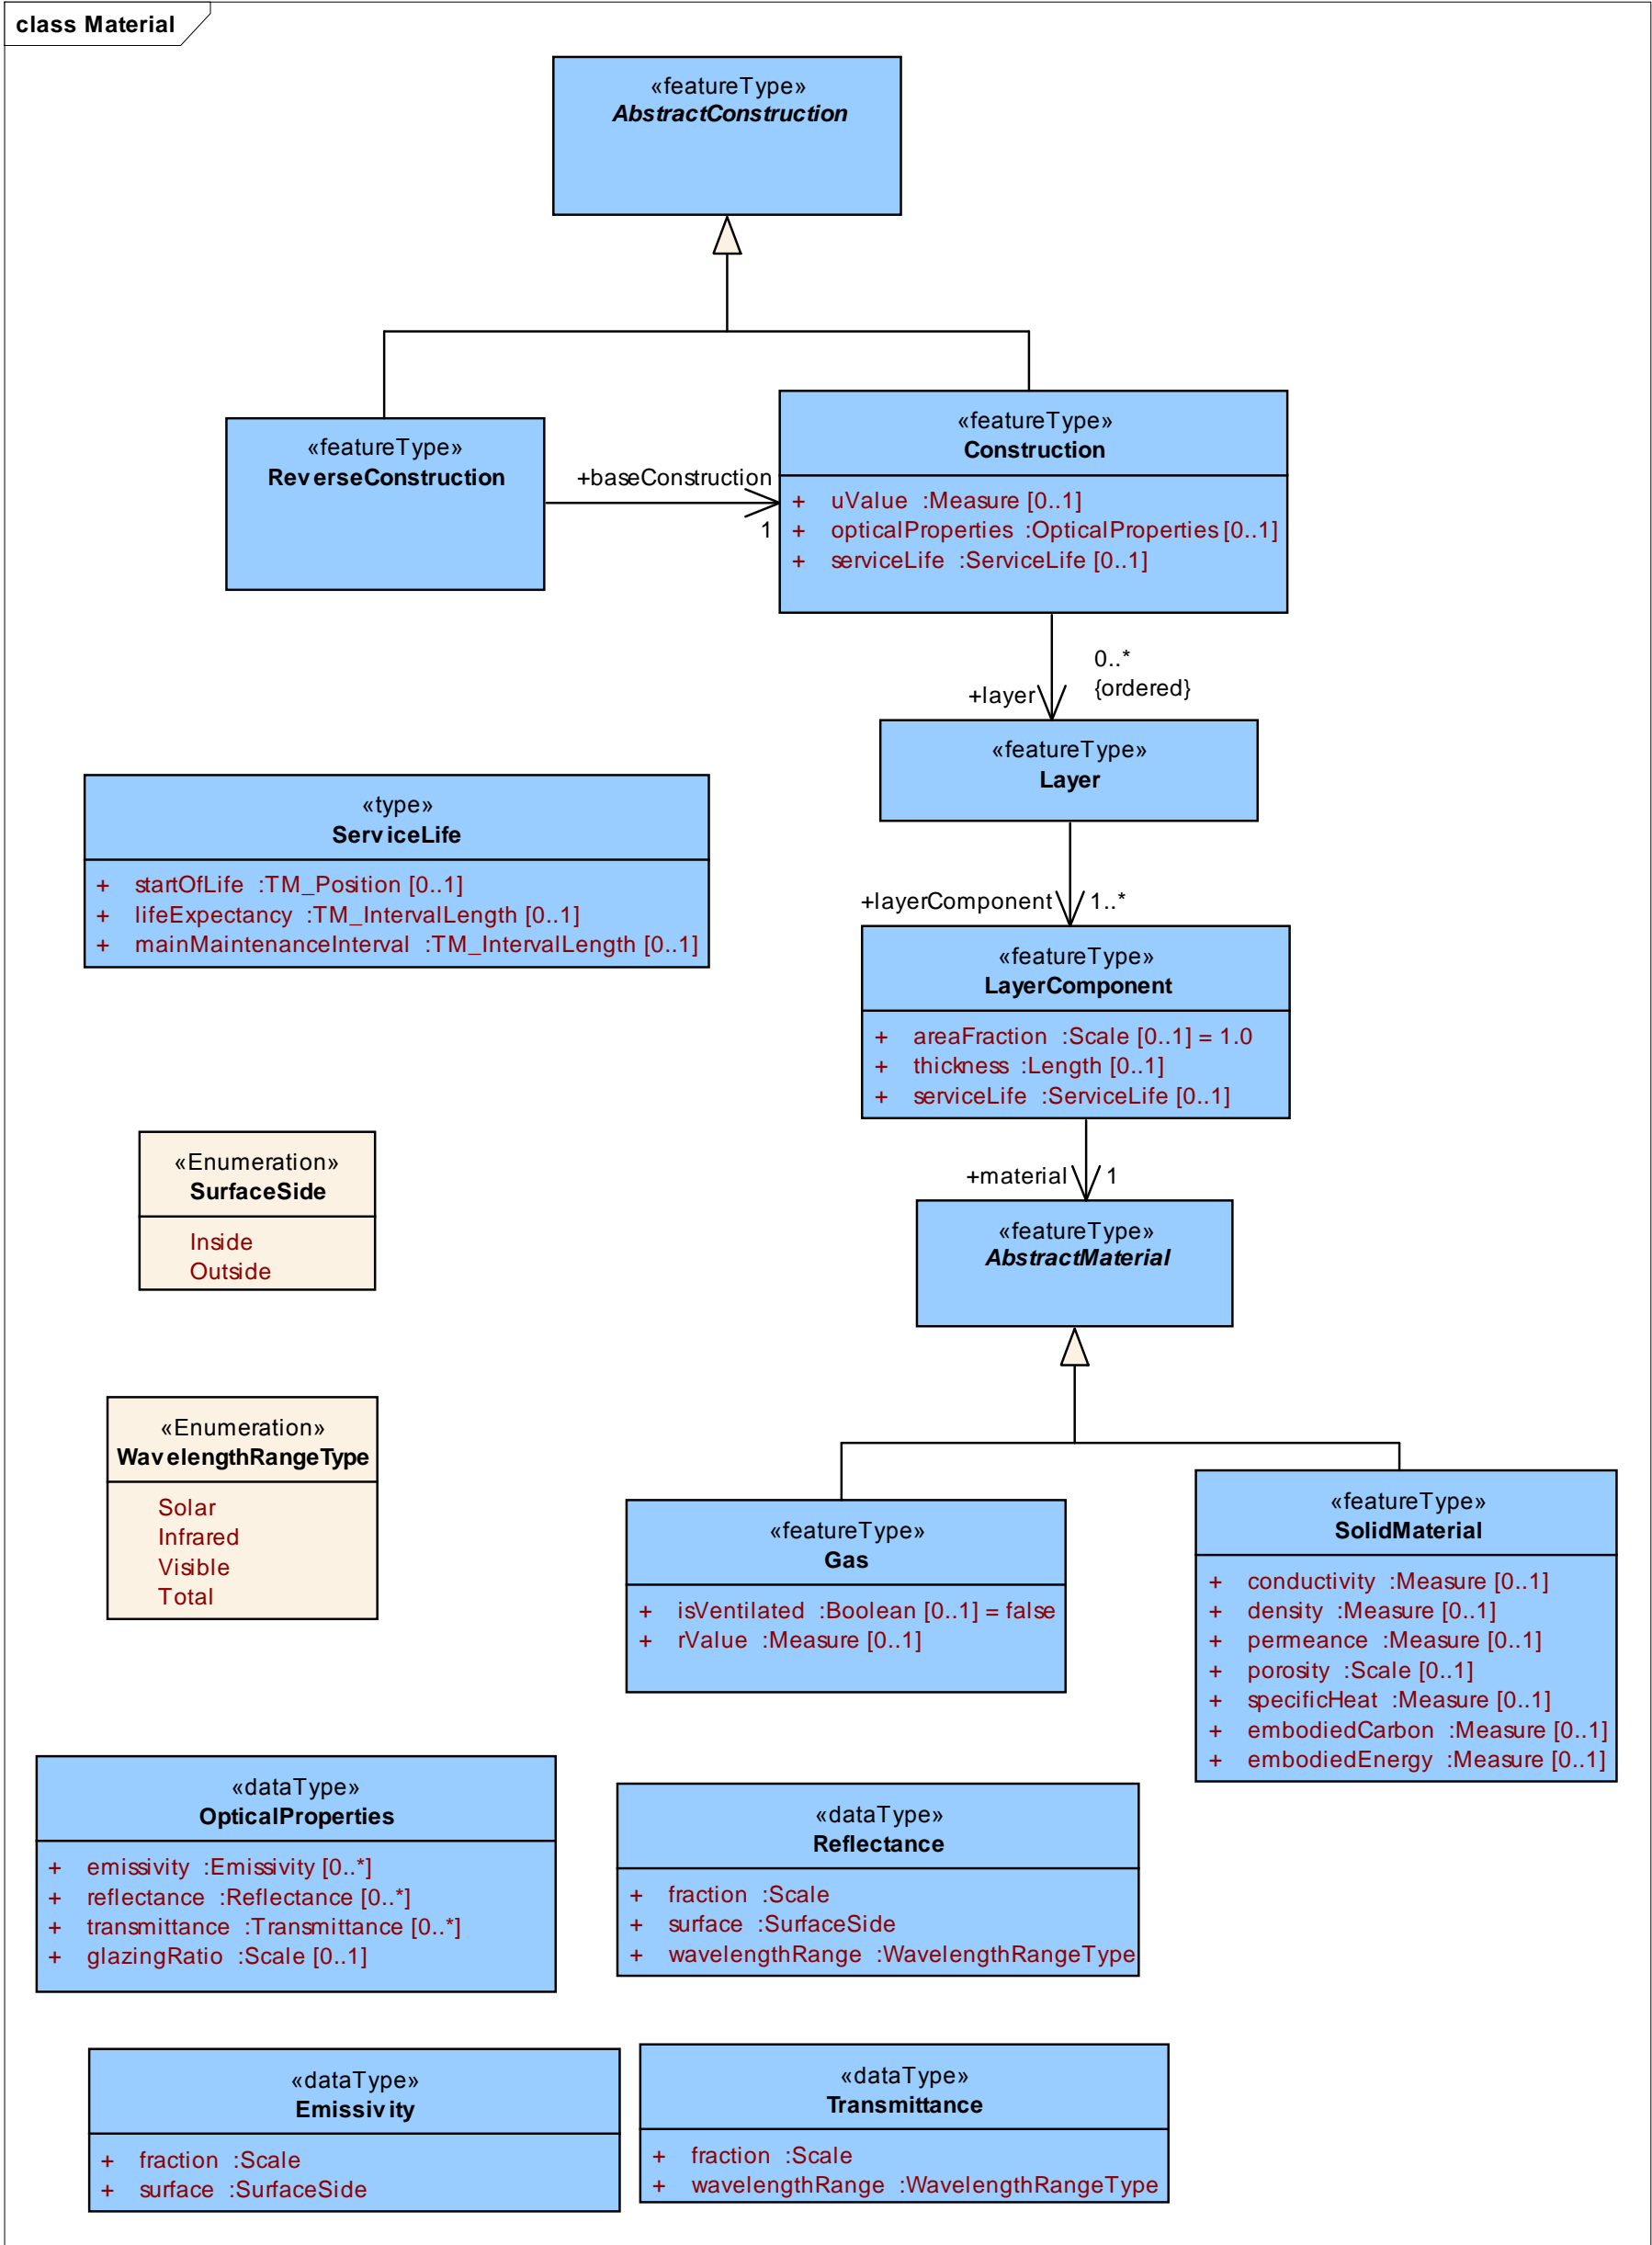 class Material
«featureType»
AbstractConstruction
«featureType»
ReverseConstruction
+baseConstruction
1
«featureType»
Construction
+ uValue :Measure [0..1]
+ opticalProperties :OpticalProperties [0..1]
+ serviceLife :ServiceLife [0..1]
0..*
{ordered}
+layer
«featureType»
Layer
«type»
ServiceLife
+ startOfLife :TM_Position [0..1]
+ lifeExpectancy :TM_IntervalLength [0..1]
+ mainMaintenanceInterval :TM_IntervalLength [0..1]
+layerComponent 1..*
«featureType»
LayerComponent
+ areaFraction :Scale [0..1] = 1.0
+ thickness :Length [0..1]
+ serviceLife :ServiceLife [0..1]
«Enumeration»
SurfaceSide
Inside
Outside
+material 1
«featureType»
AbstractMaterial
«Enumeration»
WavelengthRangeType
Solar
Infrared
Visible
Total
«featureType»
Gas
+ isVentilated :Boolean [0..1] = false
+ rValue :Measure [0..1]
«featureType»
SolidMaterial
+ conductivity :Measure [0..1]
+ density :Measure [0..1]
+ permeance :Measure [0..1]
+ porosity :Scale [0..1]
+ specificHeat :Measure [0..1]
+ embodiedCarbon :Measure [0..1]
+ embodiedEnergy :Measure [0..1]
«dataType»
OpticalProperties
+ emissivity :Emissivity [0..*]
+ reflectance :Reflectance [0..*]
+ transmittance :Transmittance [0..*]
+ glazingRatio :Scale [0..1]
«dataType»
Reflectance
+ fraction :Scale
+ surface :SurfaceSide
+ wavelengthRange :WavelengthRangeType
«dataType»
Emissivity
+ fraction :Scale
+ surface :SurfaceSide
«dataType»
Transmittance
+ fraction :Scale
+ wavelengthRange :WavelengthRangeType